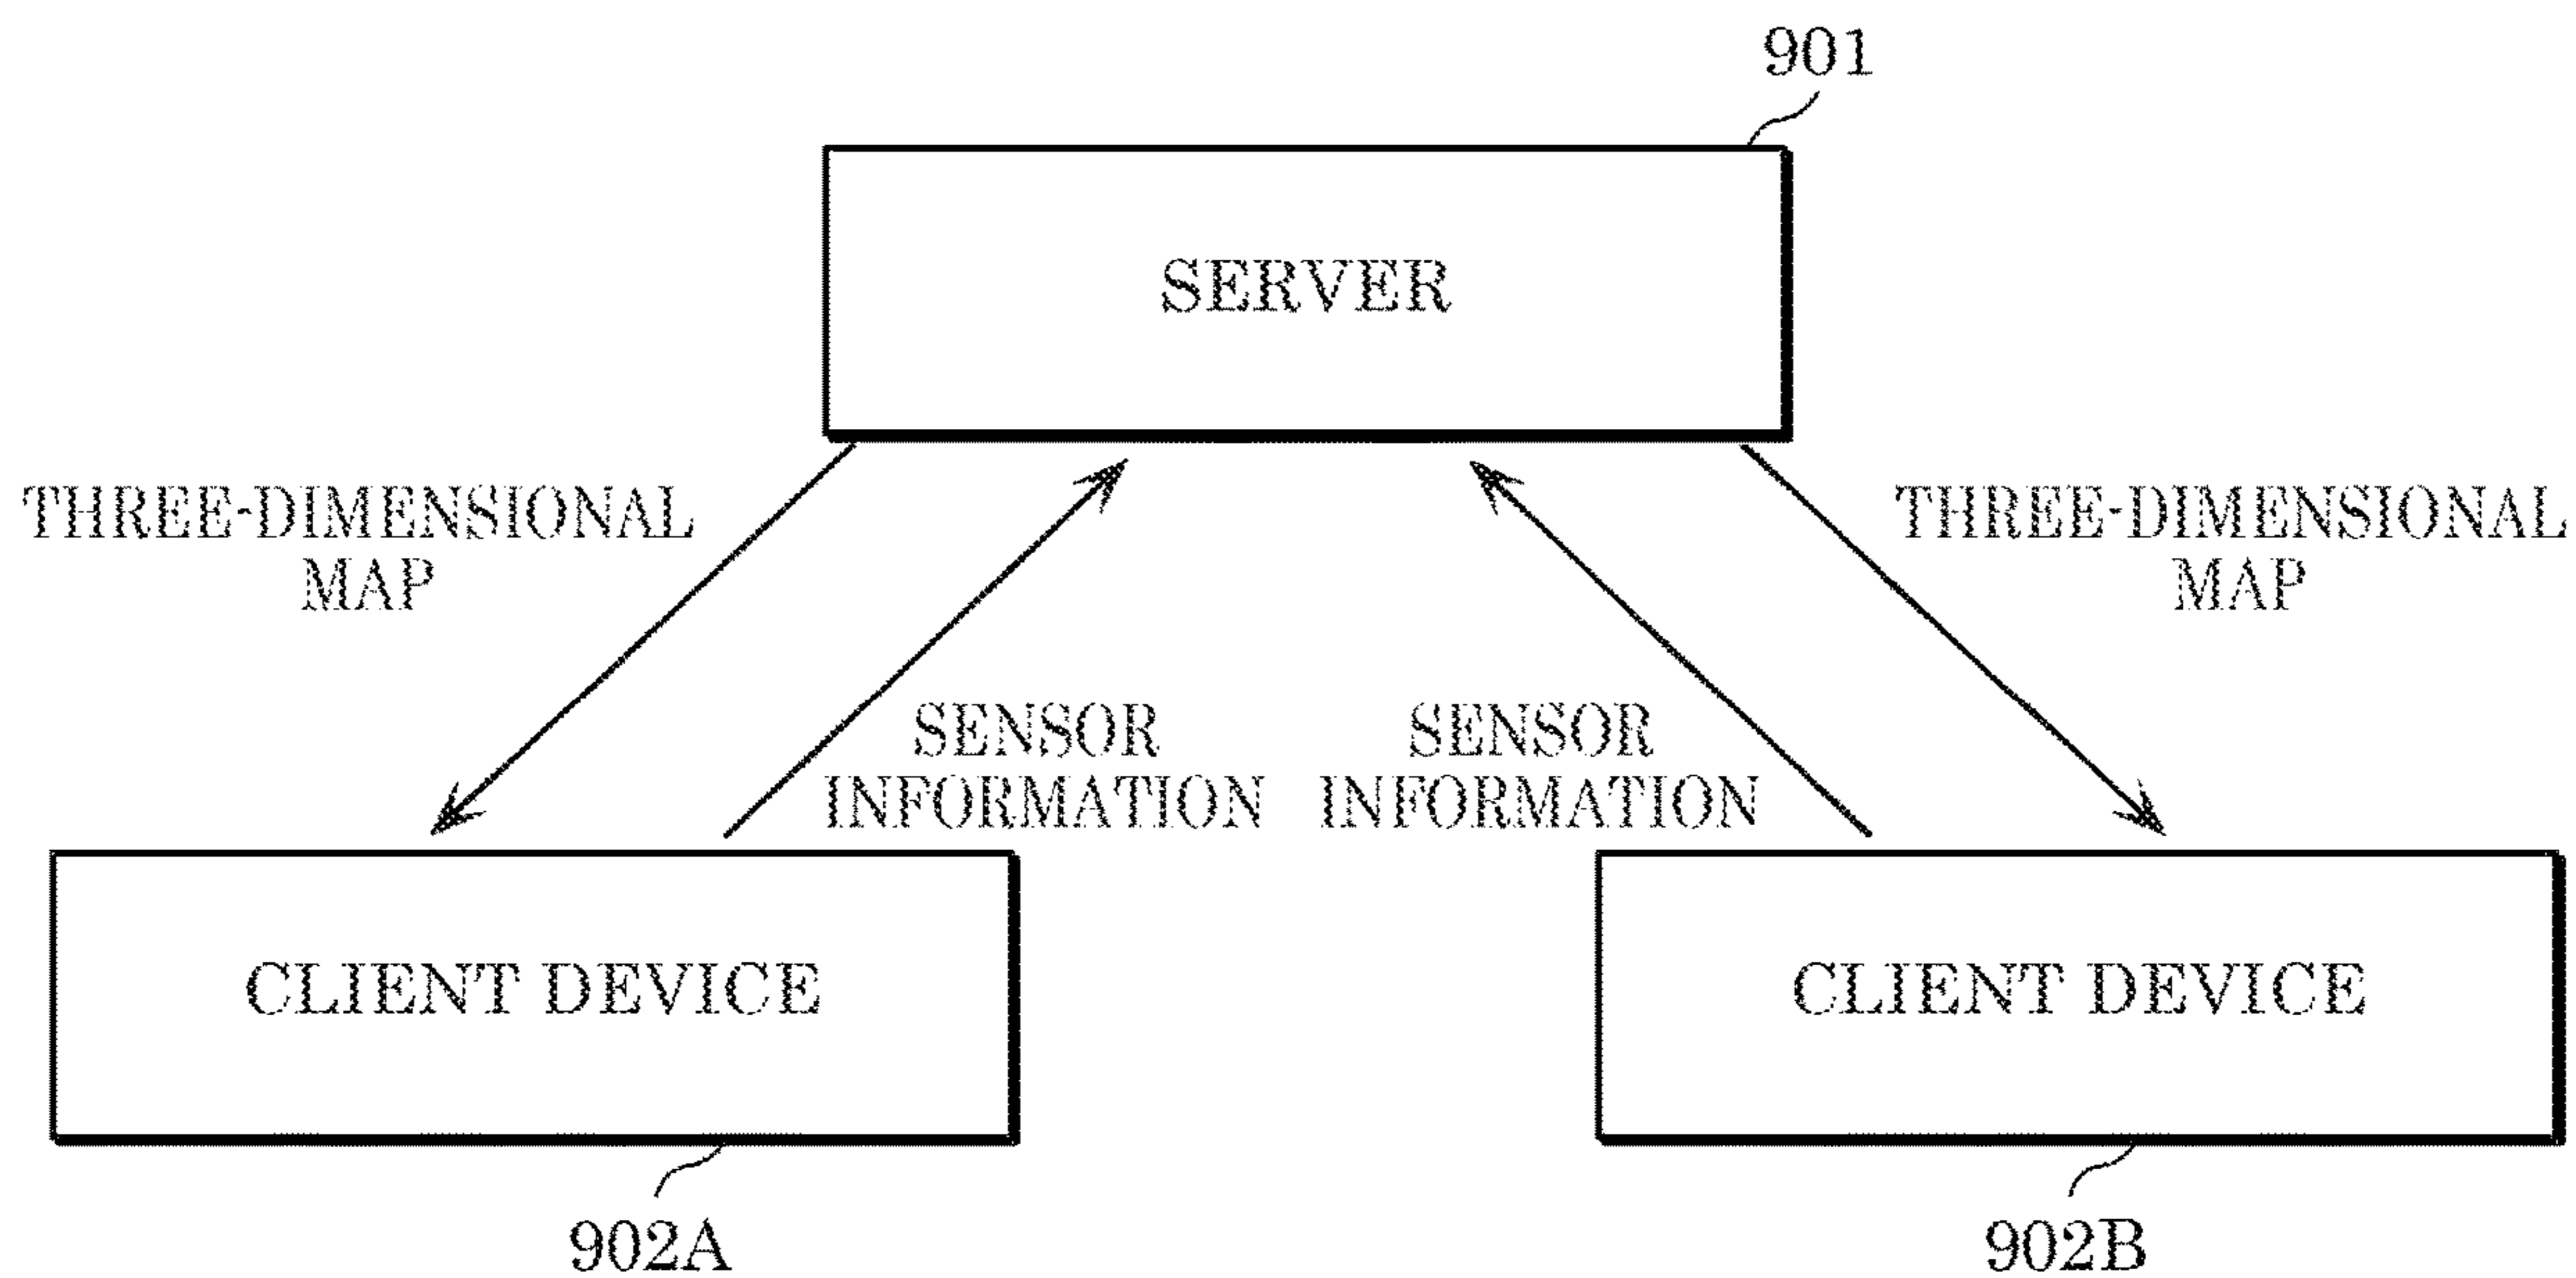 901
SERVER
THREE-DIMENSIONAL
MAP
THREE-DIMENSIONAL
MAP
SENSOR
INFORMATION
SENSOR
INFORMATION
CLIENT DEVICE
CLIENT DEVICE
902A
902B